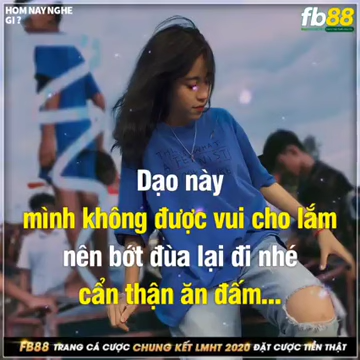 HOM NAY NGHE
GI ?
fb88
Dạo này
mình không được vui cho lắm
nên bớt đùa lại đi nhé
cẩn thận ăn đấm...
FB88 TRANG CÁ CƯỢC CHUNG KẾT LMHT 2020 ĐẶT CƯỢC TIỀN THẬT